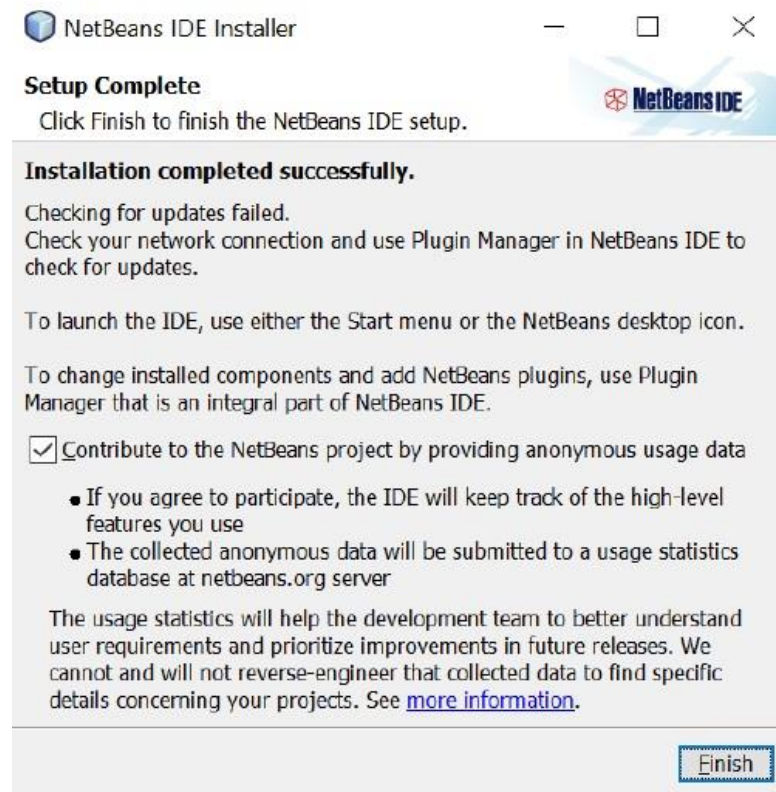 NetBeans IDE Installer
Setup Complete
Click Finish to finish the NetBeans IDE setup.
NetBeans IDE
Installation completed successfully.
Checking for updates failed.
Check your network connection and use Plugin Manager in NetBeans IDE to
check for updates.
To launch the IDE, use either the Start menu or the NetBeans desktop icon.
To change installed components and add NetBeans plugins, use Plugin
Manager that is an integral part of NetBeans IDE.
Contribute to the NetBeans project by providing anonymous usage data
If you agree to participate, the IDE will keep track of the high-level
features you use
The collected anonymous data will be submitted to a usage statistics
database at netbeans.org server
The usage statistics will help the development team to better understand
user requirements and prioritize improvements in future releases. We
cannot and will not reverse-engineer that collected data to find specific
details concerning your projects. See more information.
Finish